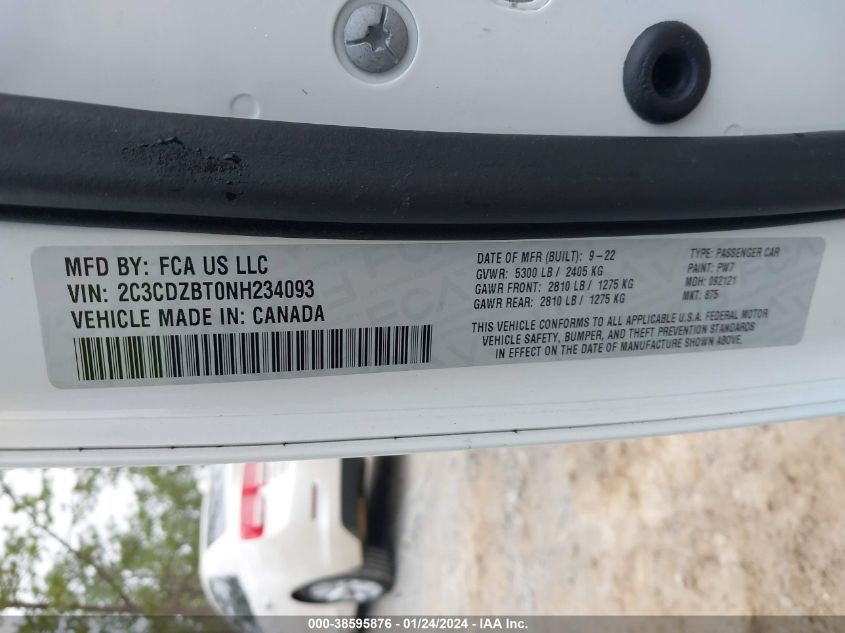 MFD BY: FCA US LLC
VIN: 2C3CDZBT0NH234093
VEHICLE MADE IN: CANADA
DATE OF MFR (BUILT): 9-22
GVWR: 5300 LB / 2405 KG
GAWR FRONT: 2810 LB / 1275 KG
GAWR REAR: 2810 LB / 1275 KG
TYPE: PASSENGER CAR
PAINT: PW7
MDH: 092121
MKT: 875
THIS VEHICLE CONFORMS TO ALL APPLICABLE U.S.A. FEDERAL MOTOR
VEHICLE SAFETY, BUMPER, AND THEFT PREVENTION STANDARDS
IN EFFECT ON THE DATE OF MANUFACTURE SHOWN ABOVE.
000-38595876 - 01/24/2024 - IAA Inc.